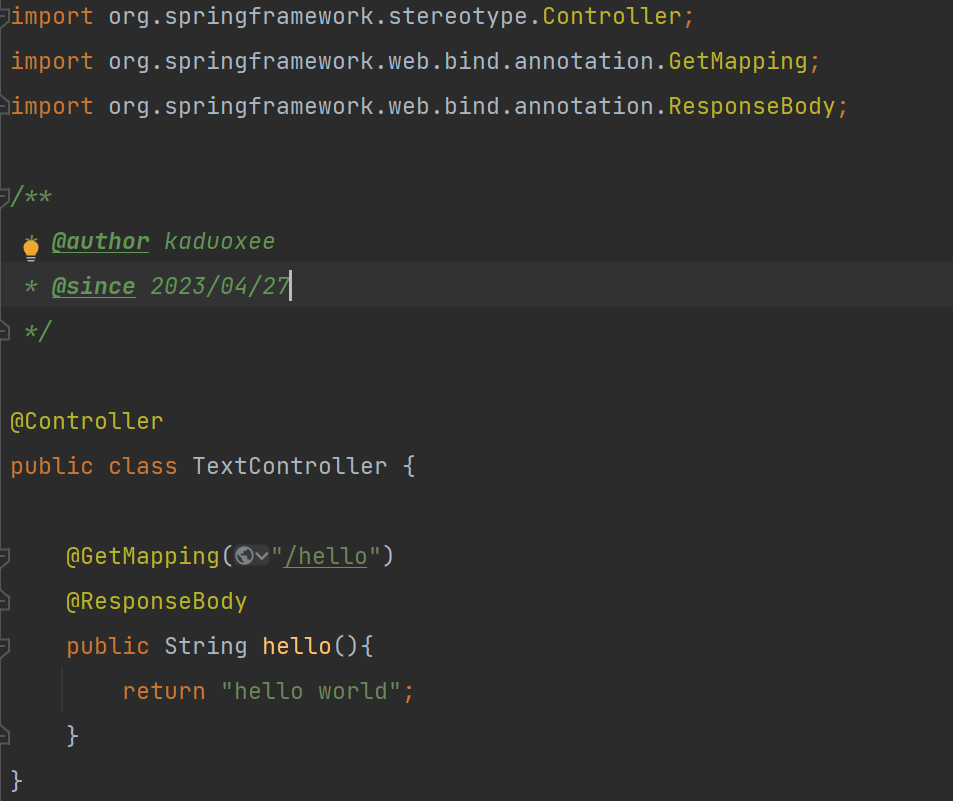 import org.springframework.stereotype.Controller;
import org.springframework.web.bind.annotation.GetMapping;
import org.springframework.web.bind.annotation.ResponseBody;
/**
@author kaduoxee
* @since 2023/04/27
*/
@Controller
public class TextController {
@GetMapping("/hello")
@ResponseBody
public String hello(){
return "hello world";
}
}